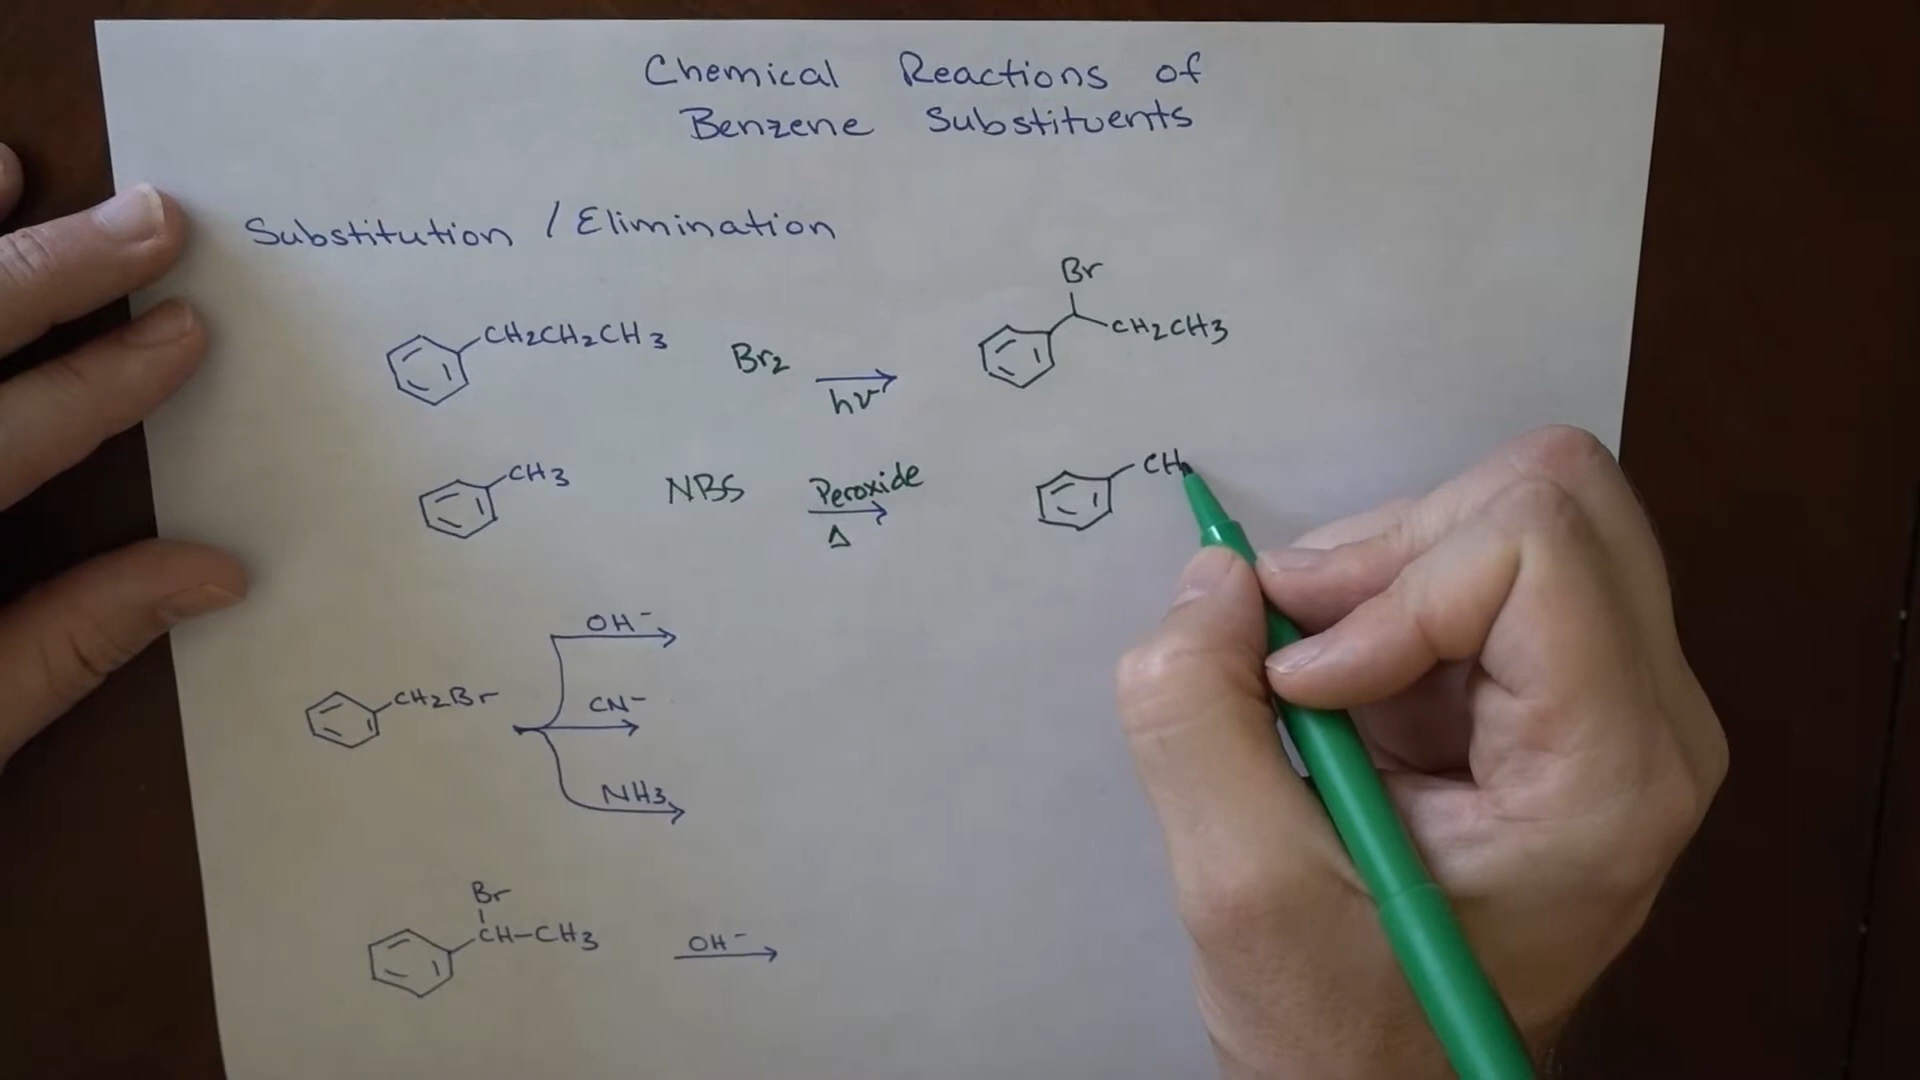 Chemical Reactions of
Benzene Substituents
Substitution / Elimination
CH2CH2CH3 Br2 hν Br CH2CH3
CH3 NBS Peroxide Δ CH
CH2Br
OH-
CN-
NH3
Br
CH-CH3 OH-